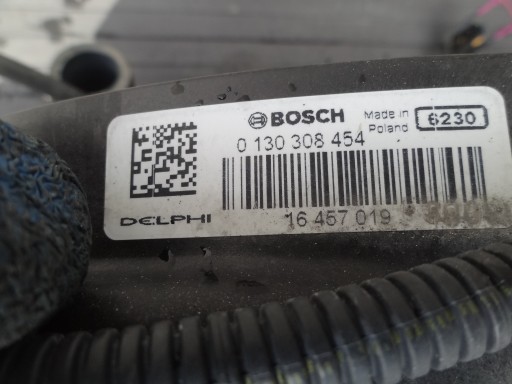 BOSCH Made in Poland 6230
0 130 308 454
DELPHI 16 457 019